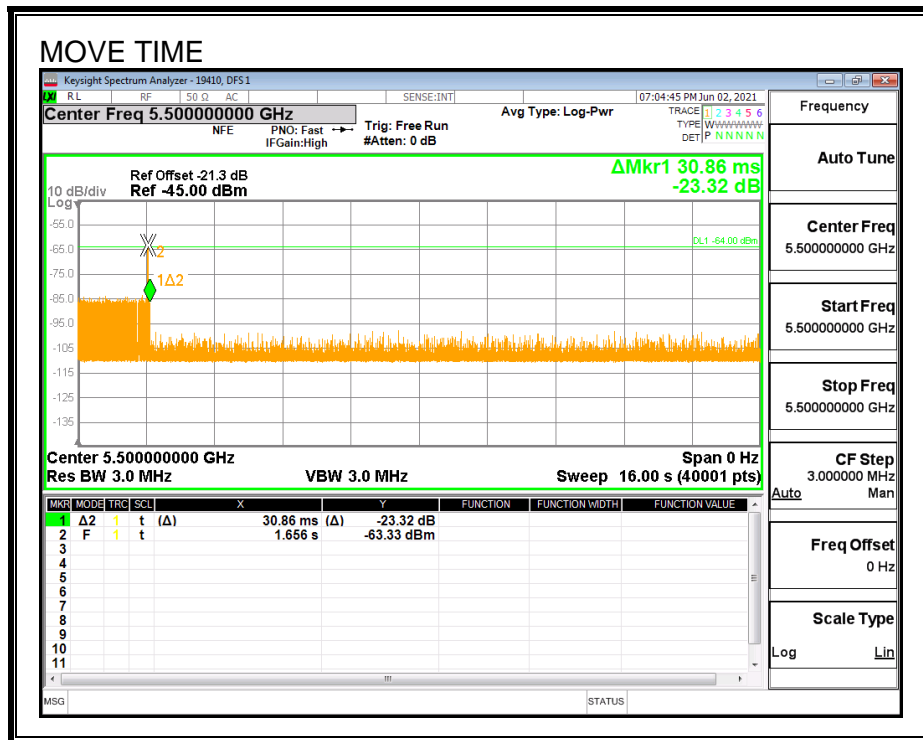 MOVE TIME
Keysight Spectrum Analyzer - 19410, DFS 1
LXI RL RF 50 Ω AC SENSE:INT 07:04:45 PM Jun 02, 2021
Center Freq 5.500000000 GHz Avg Type: Log-Pwr TRACE 1 2 3 4 5 6
NFE PNO: Fast Trig: Free Run TYPE WWWWWW
IFGain:High #Atten: 0 dB DET P N N N N N
Frequency
Auto Tune
Center Freq
5.500000000 GHz
Start Freq
5.500000000 GHz
Stop Freq
5.500000000 GHz
CF Step
3.000000 MHz
Auto Man
Freq Offset
0 Hz
Scale Type
Log Lin
ΔMkr1 30.86 ms
-23.32 dB
Ref Offset -21.3 dB
10 dB/div Ref -45.00 dBm
Log
-55.0
-65.0
-75.0
-85.0
-95.0
-105
-115
-125
-135
2
1Δ2
DL1 -64.00 dBm
Center 5.500000000 GHz Span 0 Hz
Res BW 3.0 MHz VBW 3.0 MHz Sweep 16.00 s (40001 pts)
MKR MODE TRC SCL X Y FUNCTION FUNCTION WIDTH FUNCTION VALUE
1 Δ2 1 t (Δ) 30.86 ms (Δ) -23.32 dB
2 F 1 t 1.656 s -63.33 dBm
3
4
5
6
7
8
9
10
11
MSG STATUS